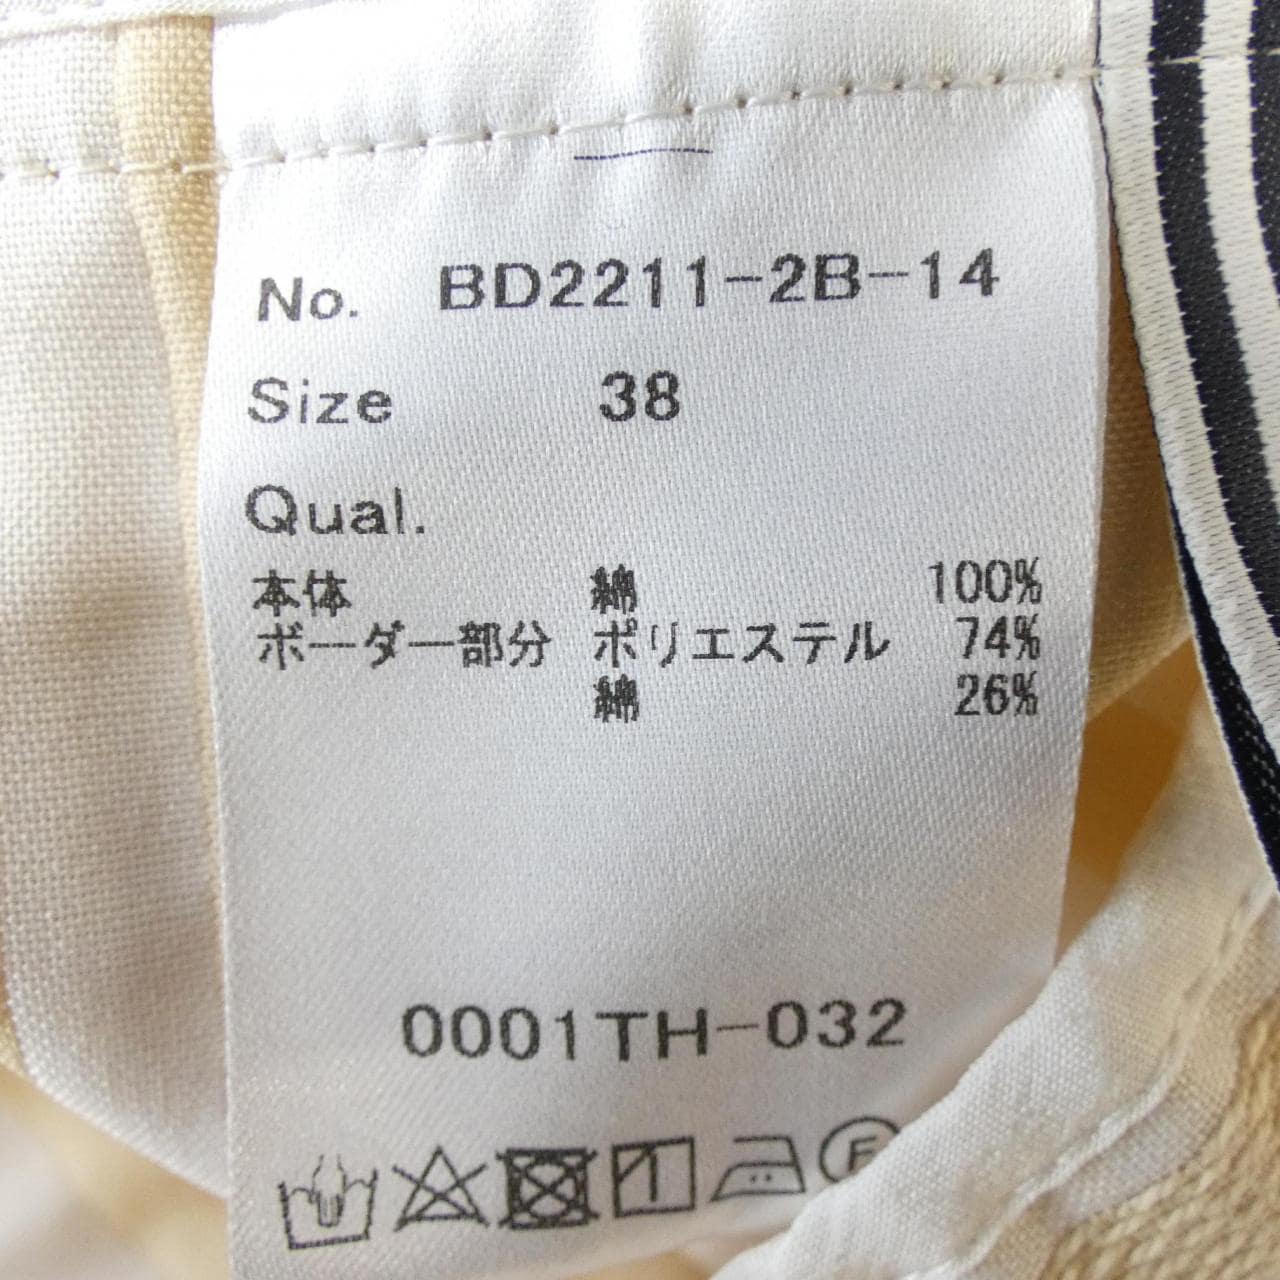 No. BD2211-2B-14
Size 38
Qual.
本体 綿 100%
ボーダー部分 ポリエステル 74%
綿 26%
0001TH-032
F